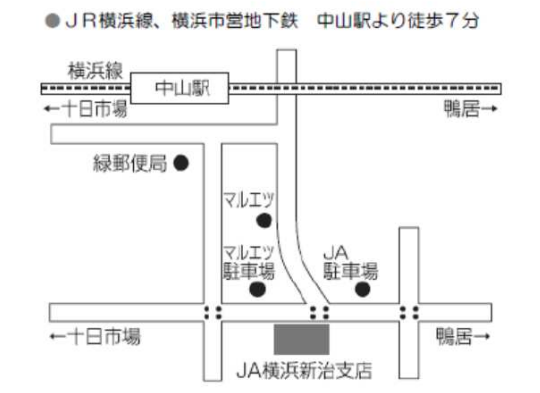 ●ＪＲ横浜線、横浜市営地下鉄　中山駅より徒歩７分
横浜線
中山駅
←十日市場
鴨居→
緑郵便局
マルエツ
マルエツ
駐車場
JA
駐車場
←十日市場
鴨居→
JA横浜新治支店